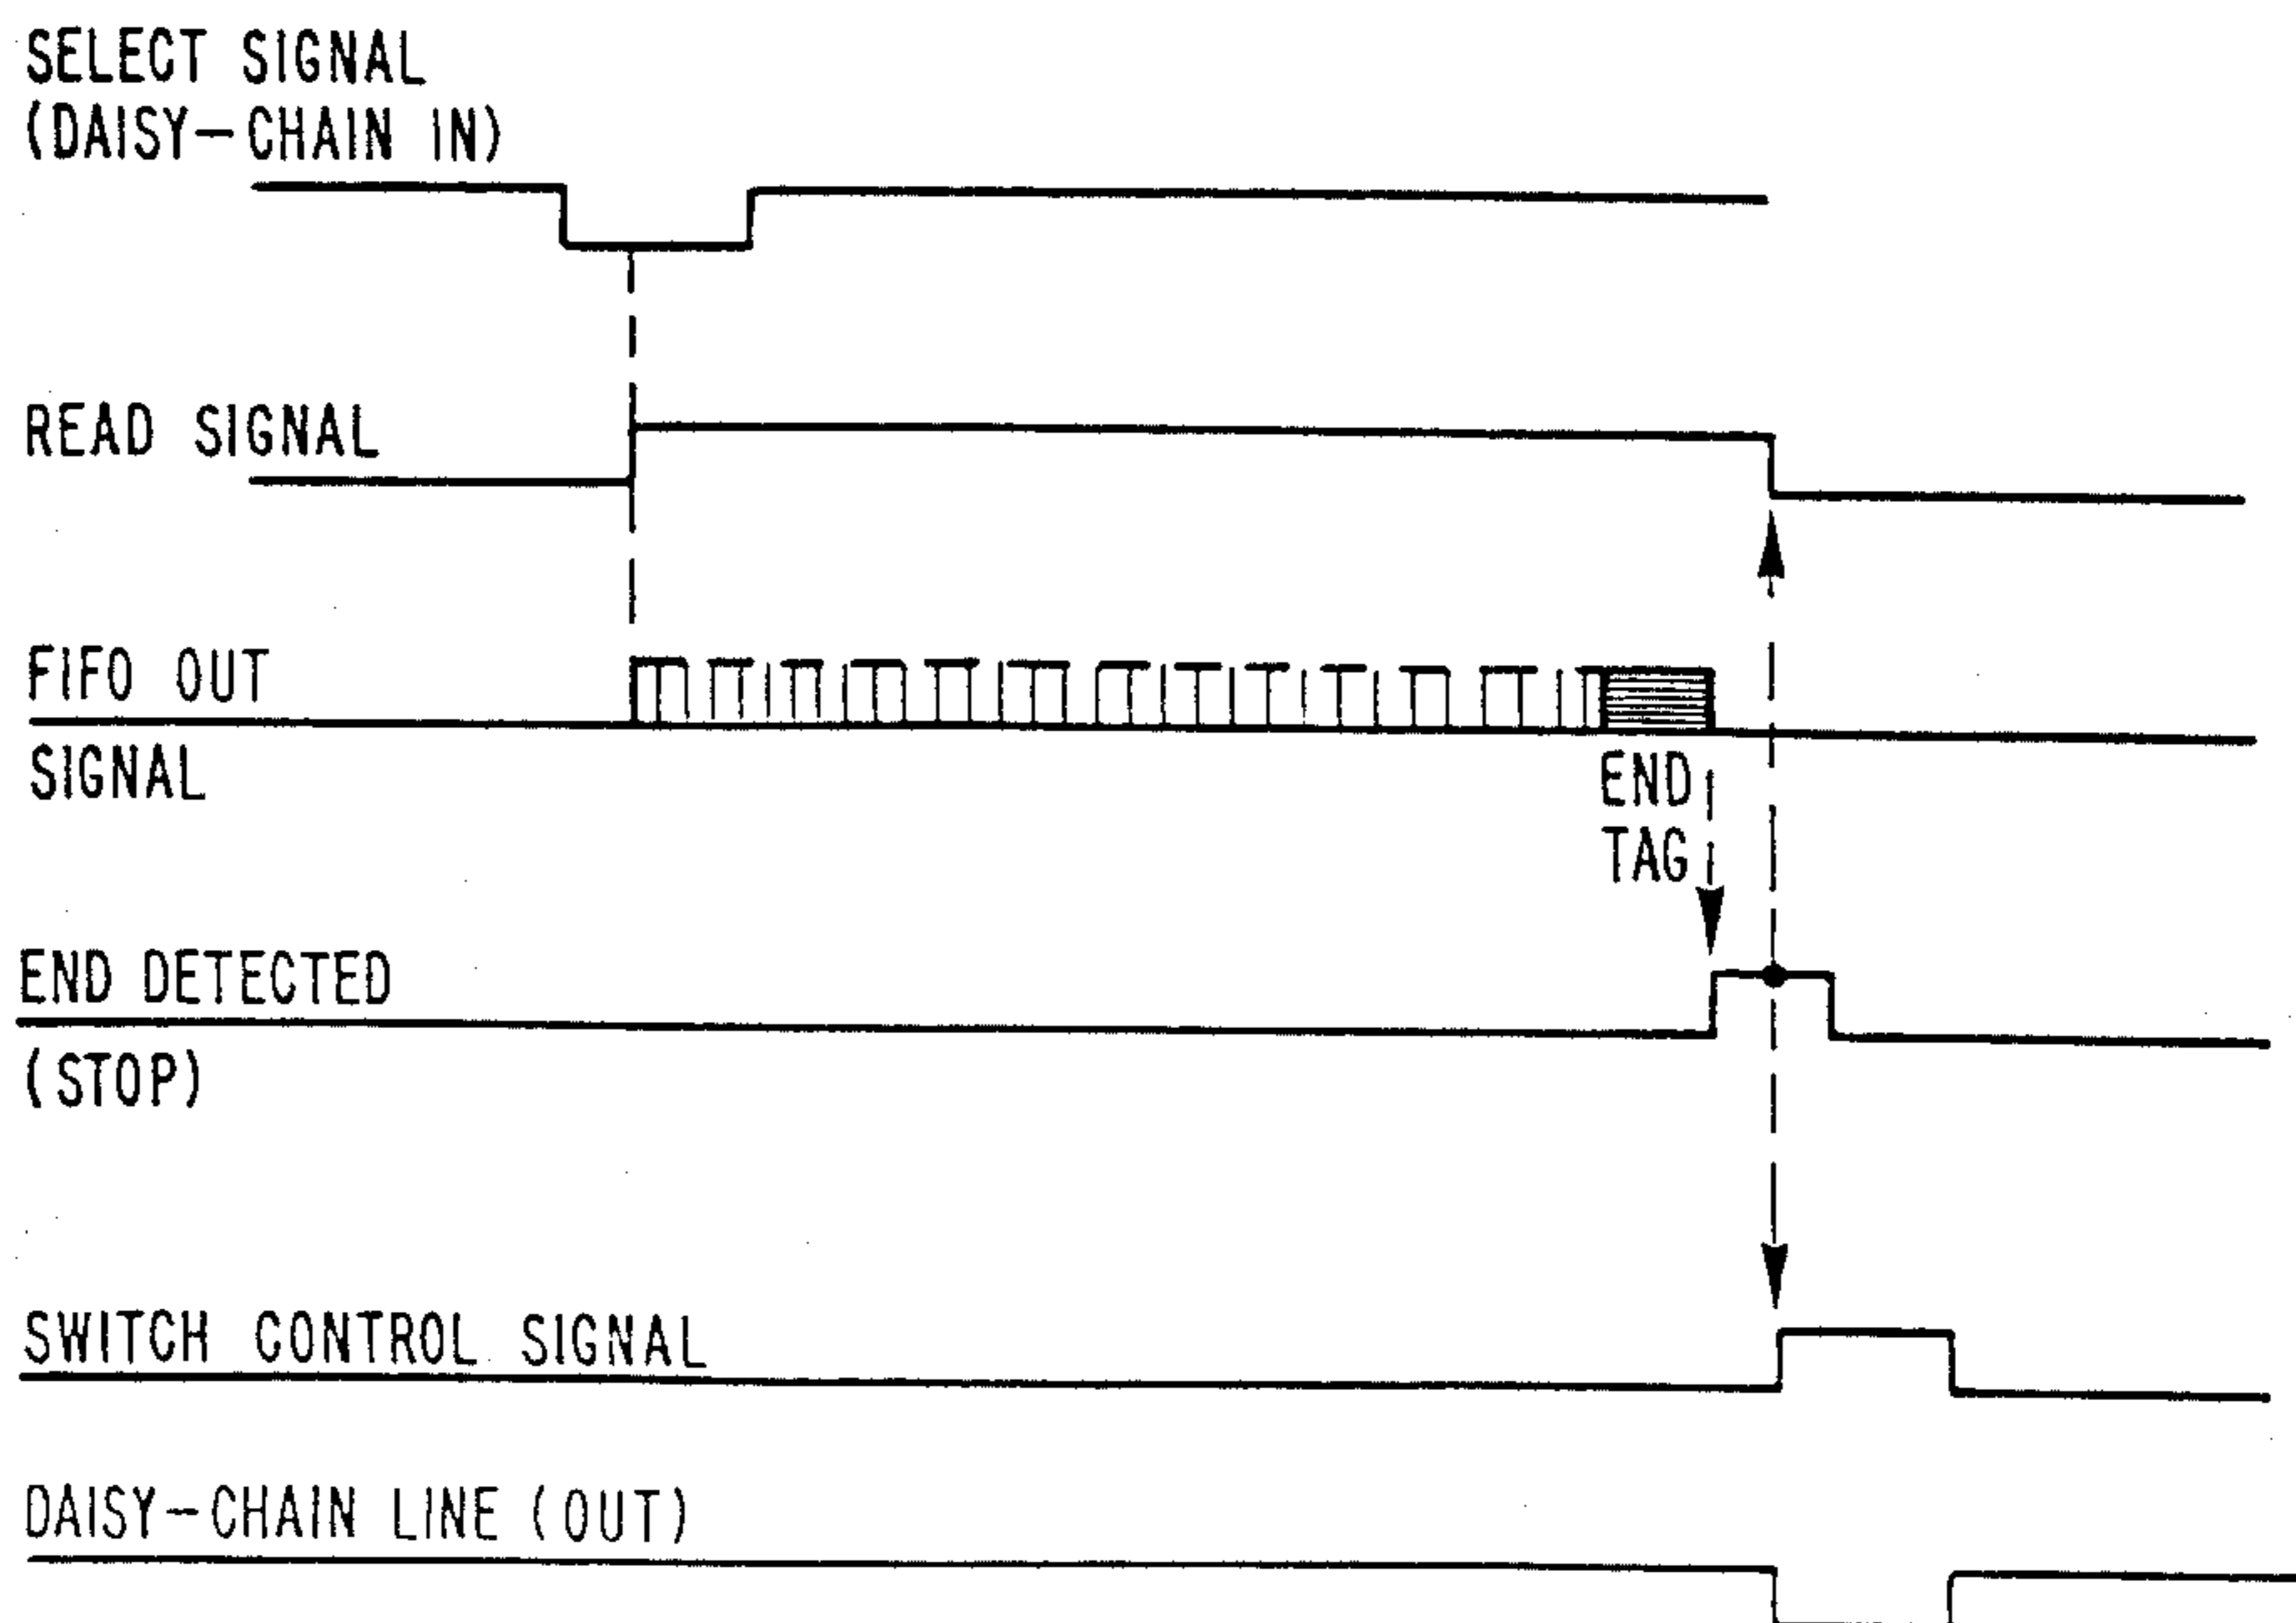 SELECT SIGNAL
(DAISY-CHAIN IN)
READ SIGNAL
FIFO OUT
SIGNAL
END
TAG
END DETECTED
(STOP)
SWITCH CONTROL SIGNAL
DAISY-CHAIN LINE (OUT)